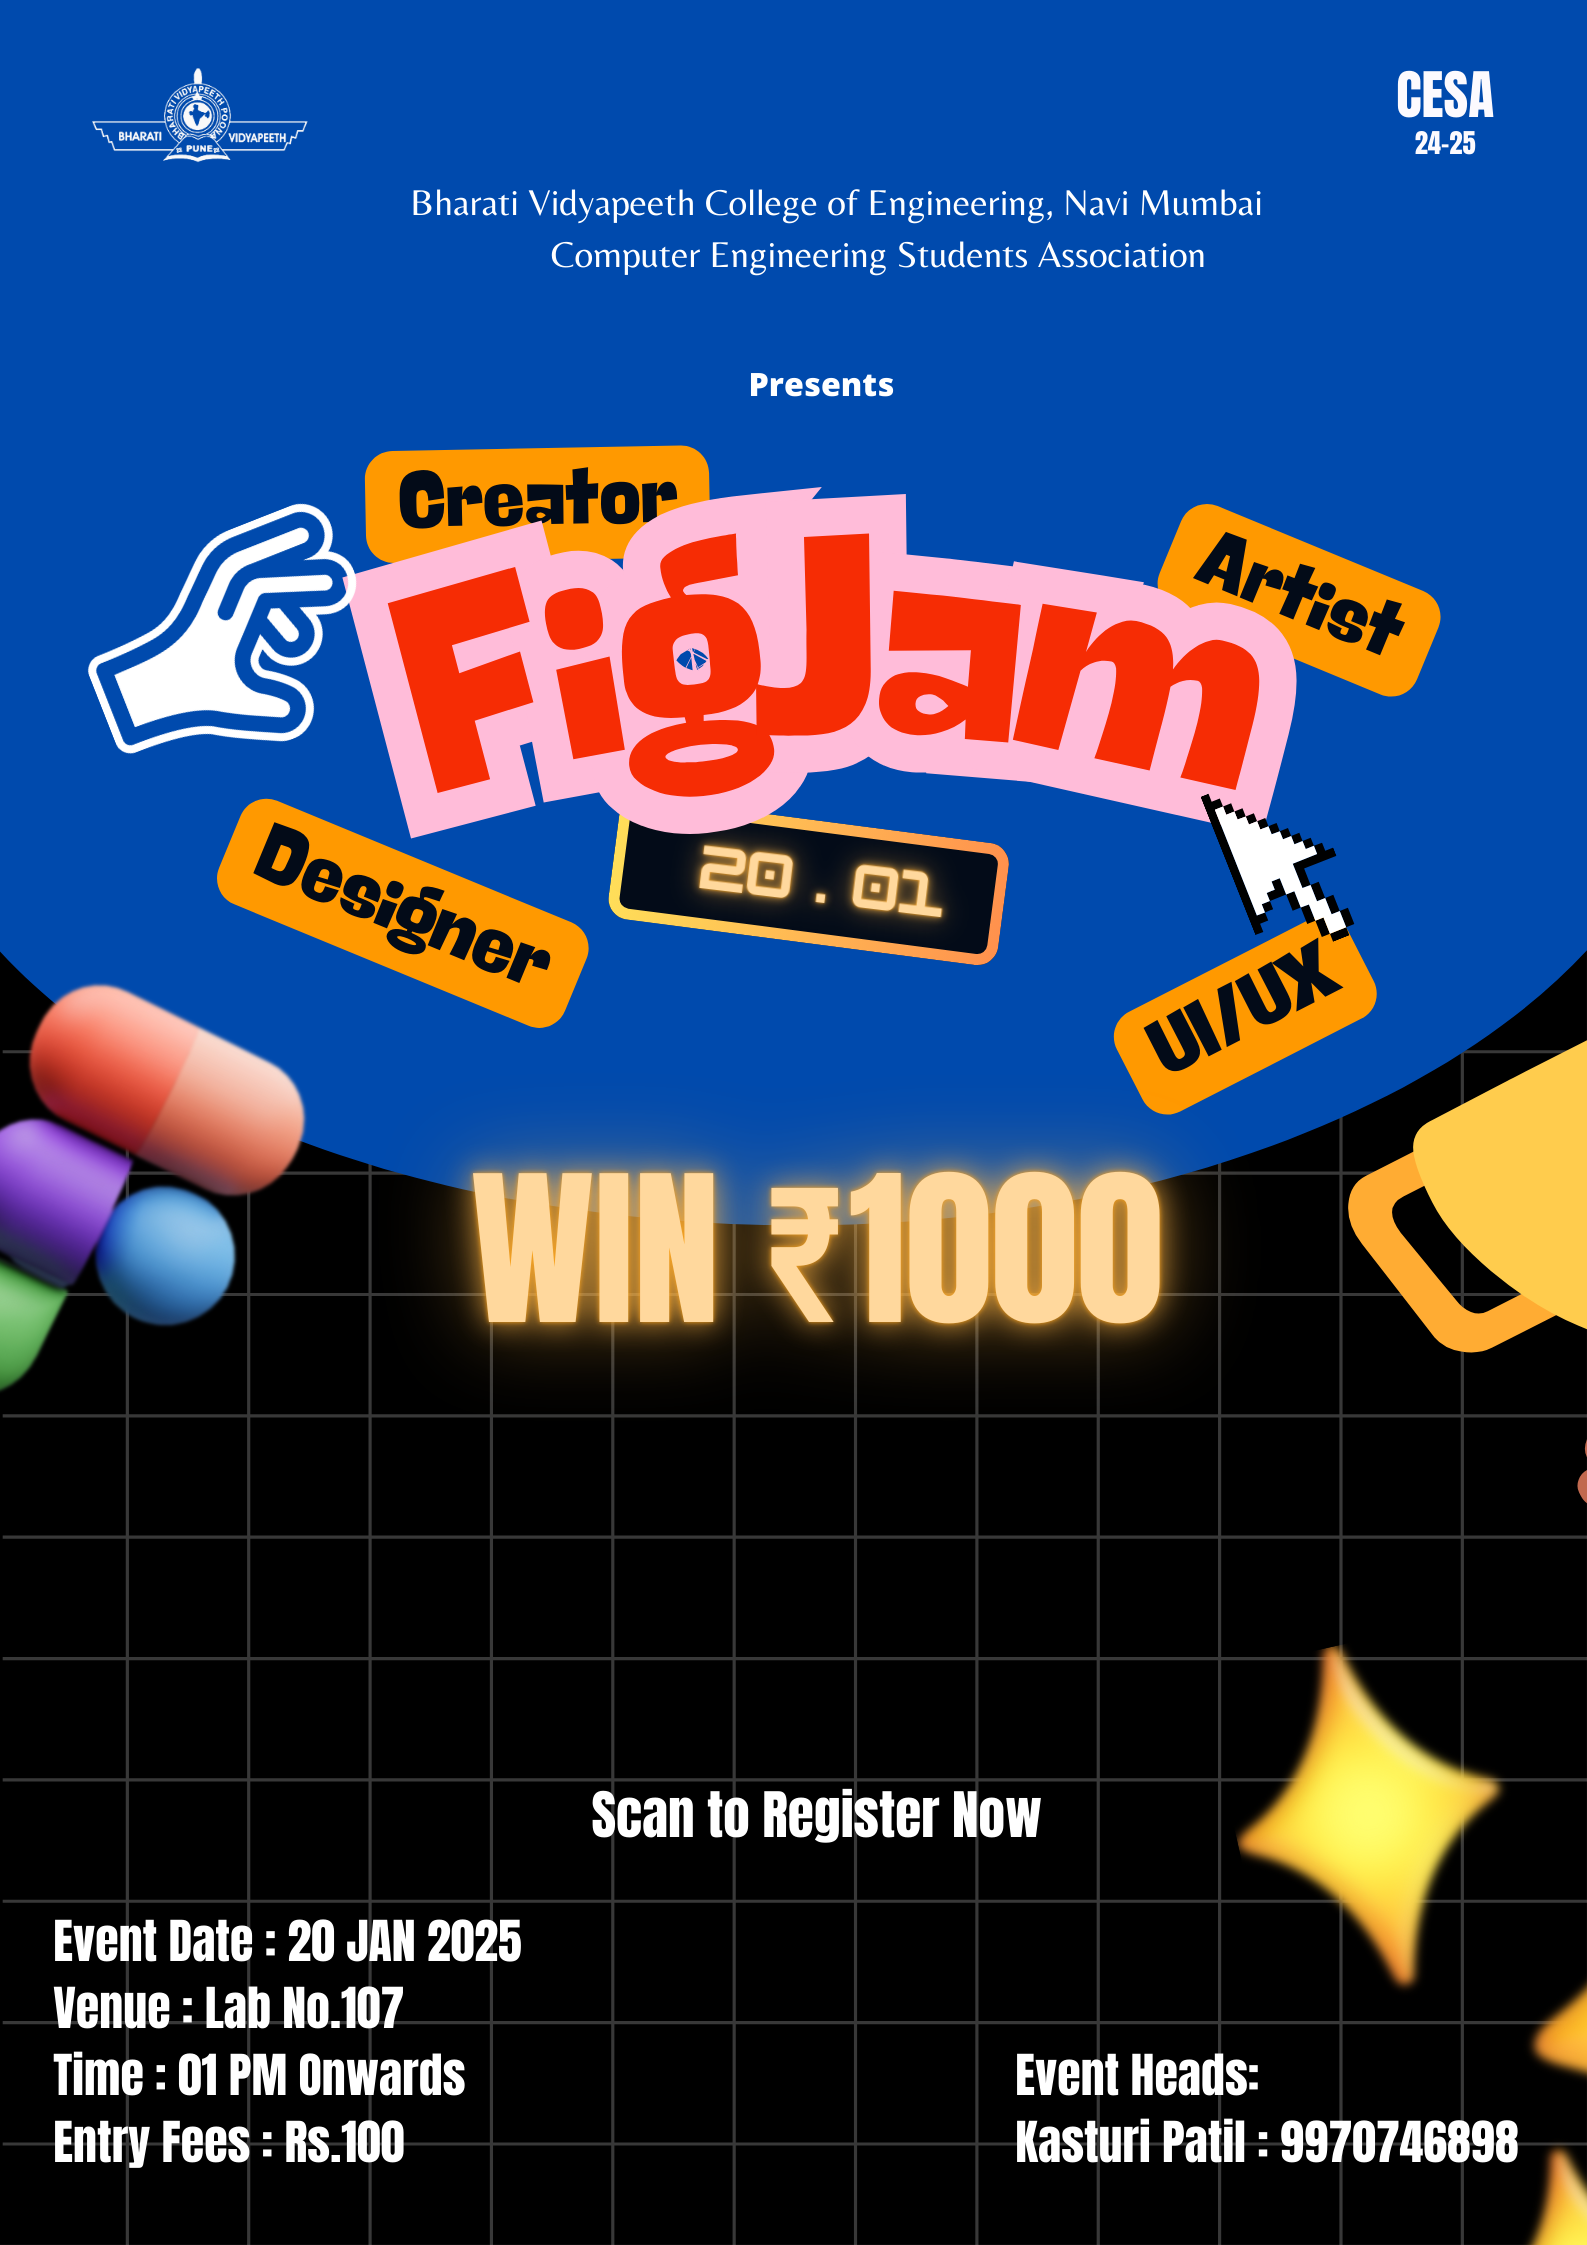 BHARATI VIDYAPEETH POONA
BHARATI
VIDYAPEETH
PUNE
CESA
24-25
Bharati Vidyapeeth College of Engineering, Navi Mumbai
Computer Engineering Students Association
Presents
Creator
Artist
FigJam
Designer
20.01
UI/UX
WIN ₹1000
Scan to Register Now
Event Date : 20 JAN 2025
Venue : Lab No.107
Time : 01 PM Onwards
Entry Fees : Rs.100
Event Heads:
Kasturi Patil : 9970746898